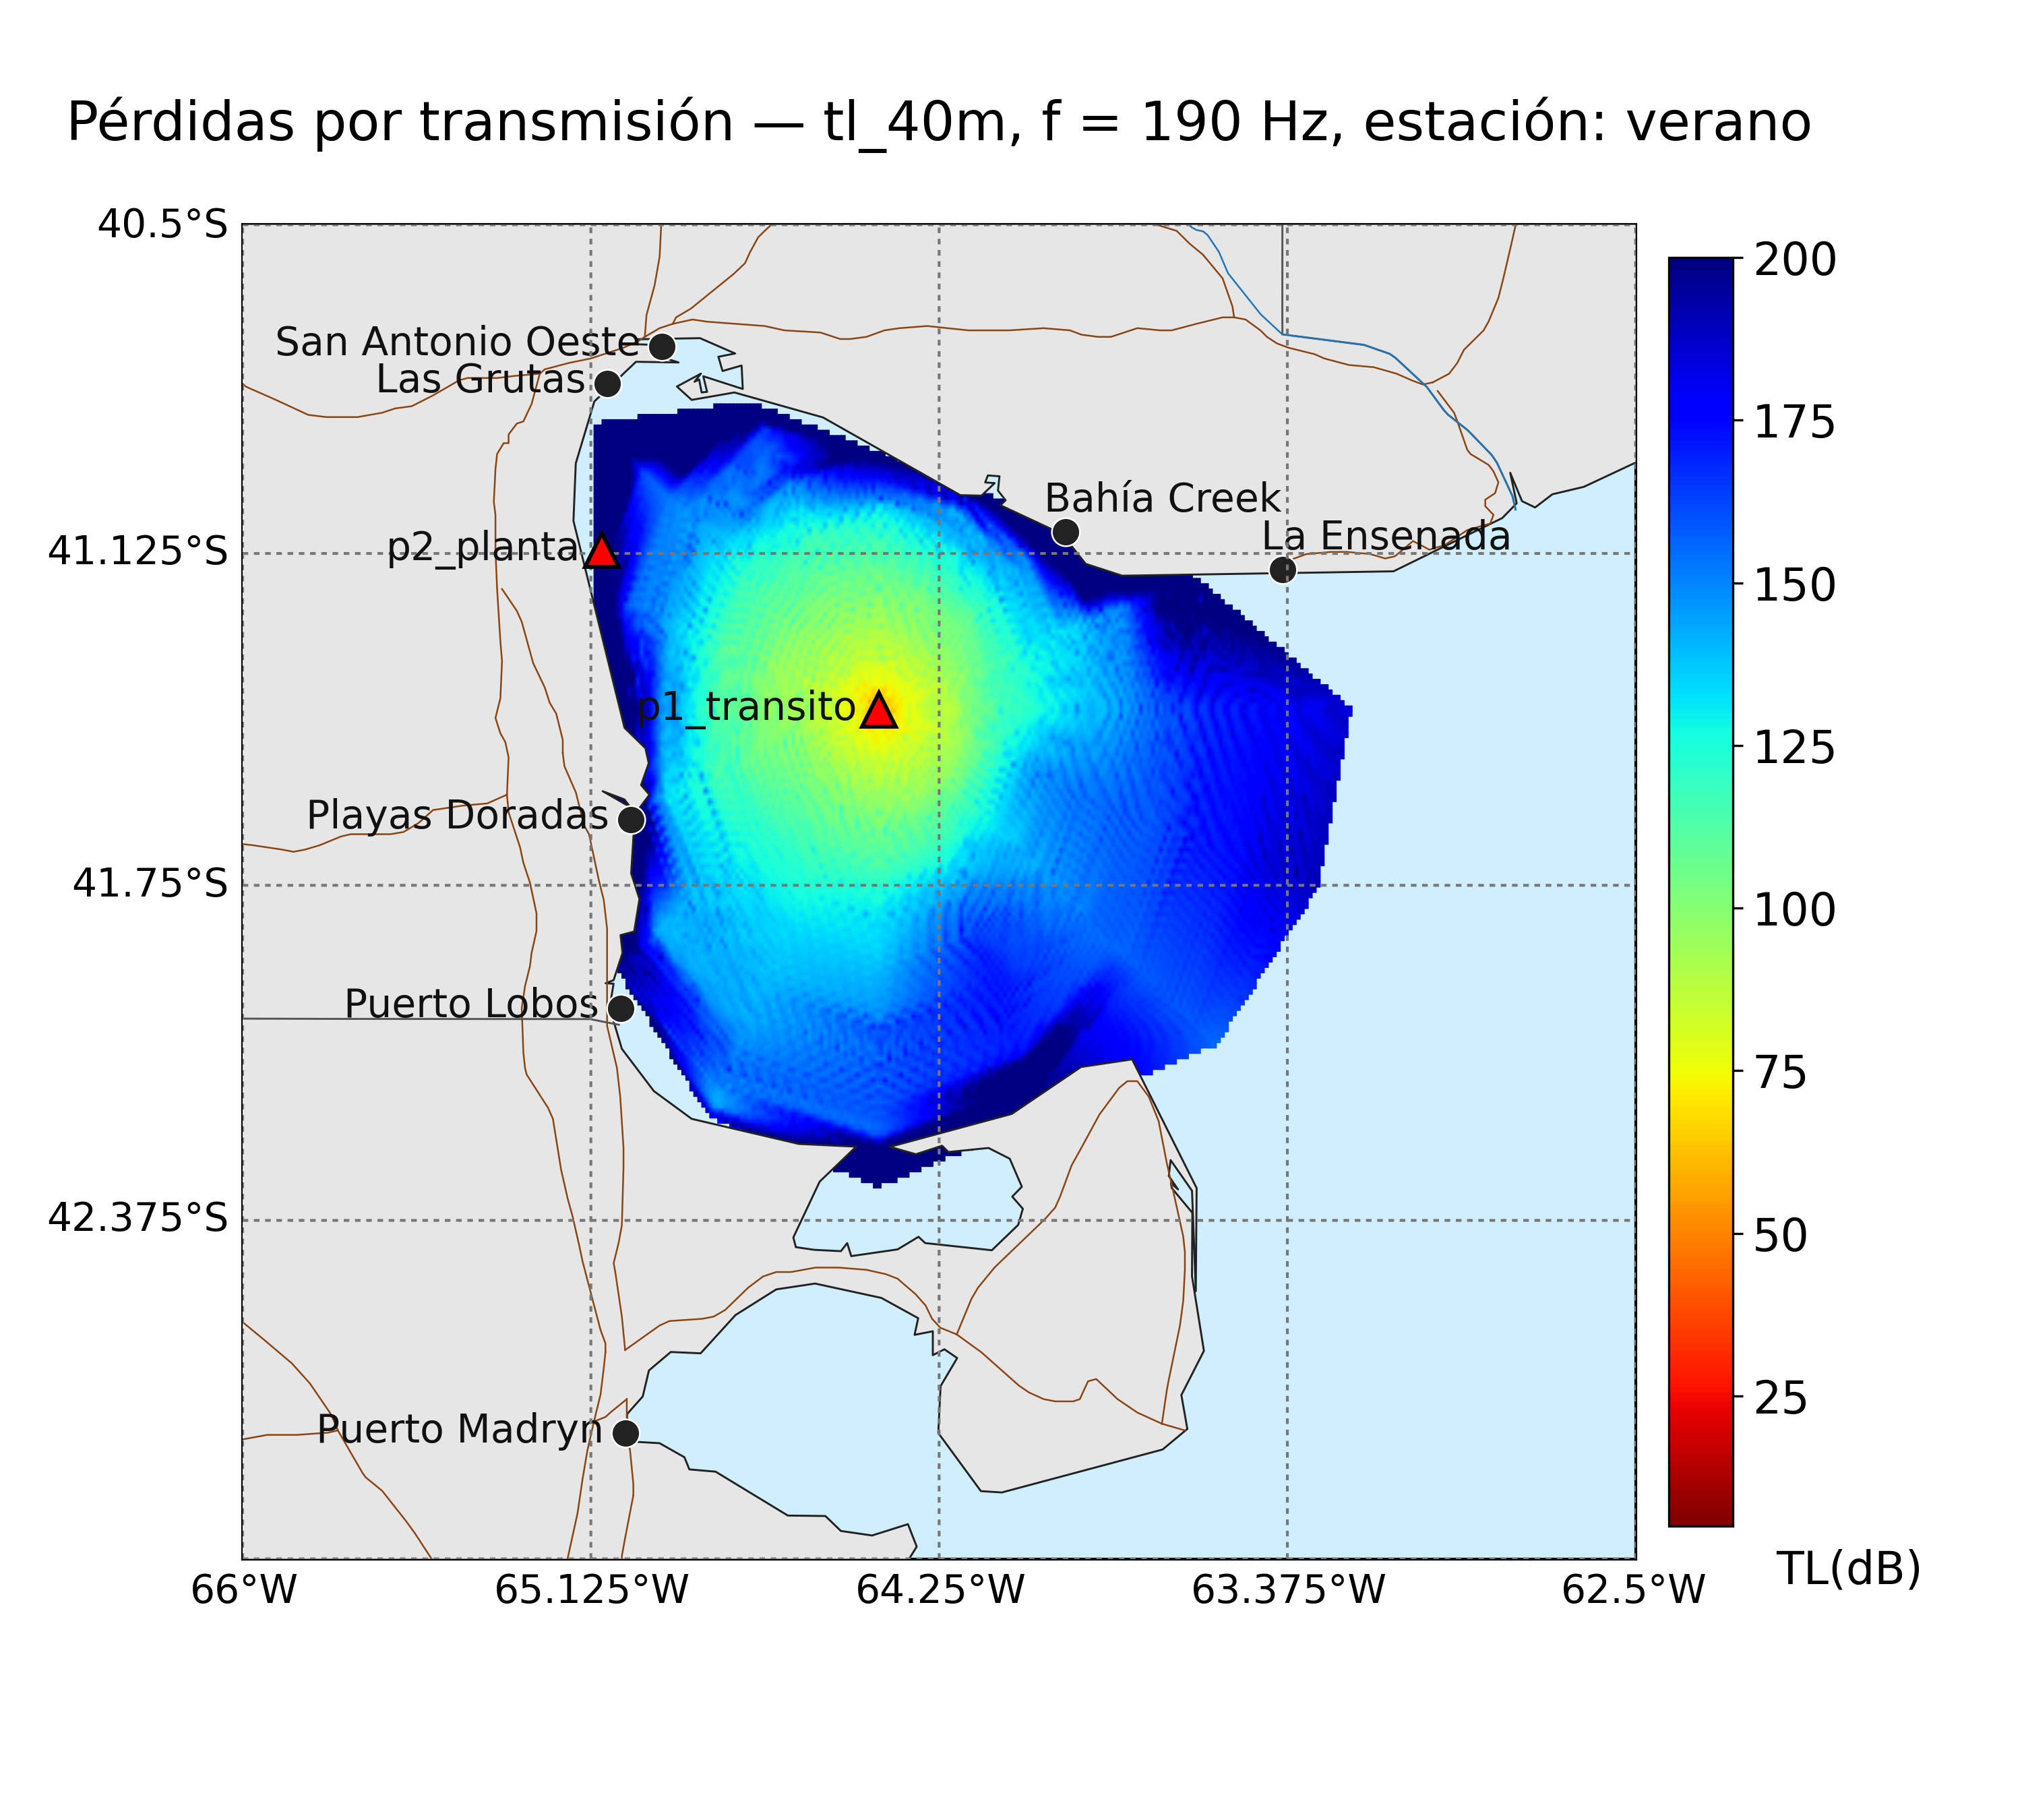 Pérdidas por transmisión — tl_40m, f = 190 Hz, estación: verano
40.5°S
41.125°S
41.75°S
42.375°S
66°W
65.125°W
64.25°W
63.375°W
62.5°W
San Antonio Oeste
Las Grutas
Bahía Creek
La Ensenada
p2_planta
p1_transito
Playas Doradas
Puerto Lobos
Puerto Madryn
200
175
150
125
100
75
50
25
TL(dB)